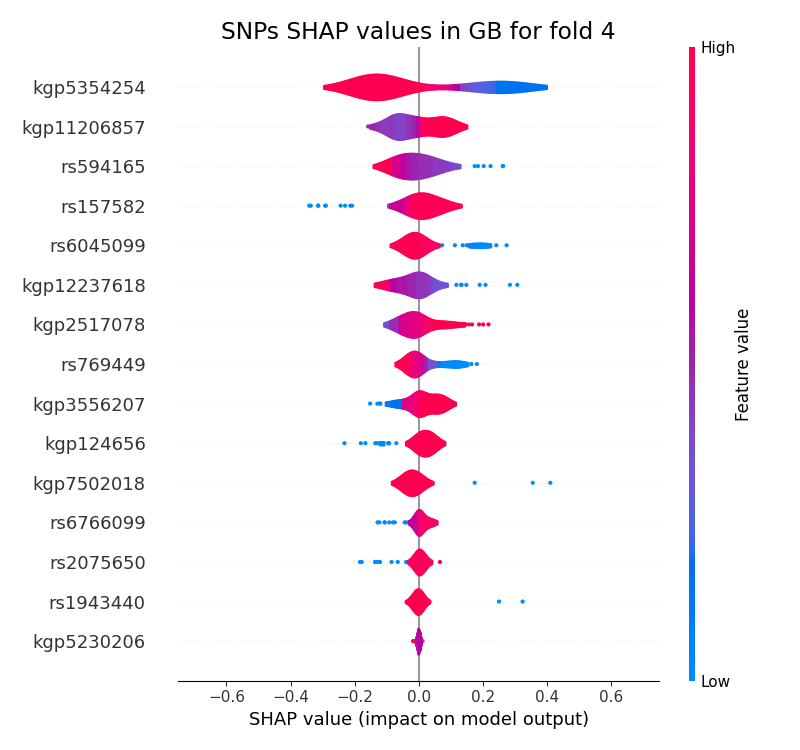 SNPs SHAP values in GB for fold 4
High
kgp5354254
kgp11206857
rs594165
rs157582
rs6045099
kgp12237618
kgp2517078
rs769449
kgp3556207
kgp124656
kgp7502018
rs6766099
rs2075650
rs1943440
kgp5230206
Feature value
Low
−0.6 −0.4 −0.2 0.0 0.2 0.4 0.6
SHAP value (impact on model output)